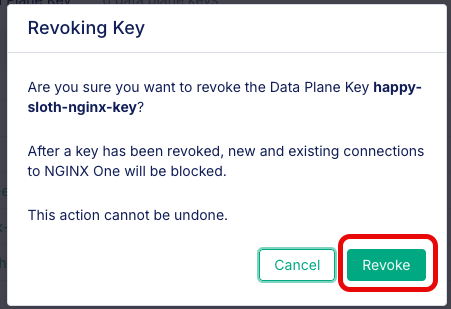 Revoking Key
Are you sure you want to revoke the Data Plane Key happy-
sloth-nginx-key?
After a key has been revoked, new and existing connections
to NGINX One will be blocked.
This action cannot be undone.
Cancel
Revoke